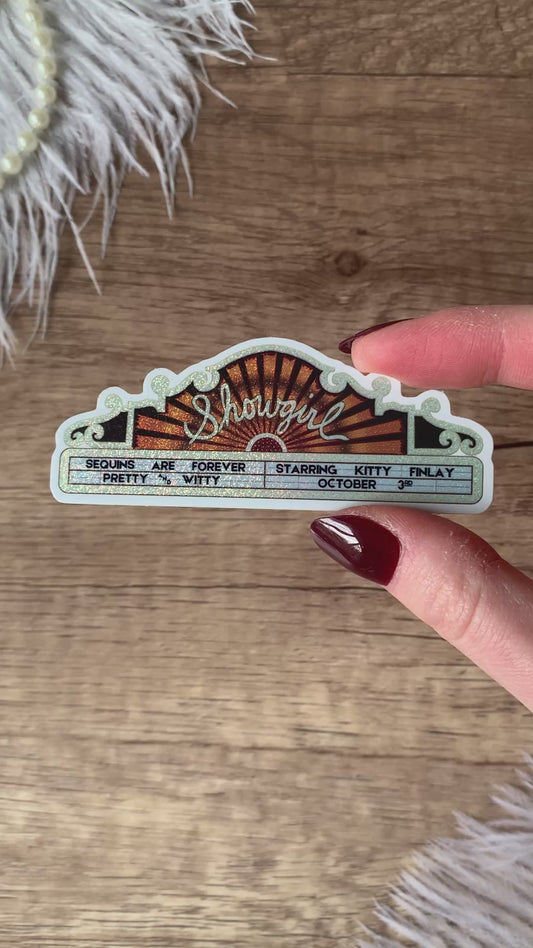 Showgirl
SEQUINS ARE FOREVER STARRING KITTY FINLAY
PRETTY AND WITTY OCTOBER 3RD